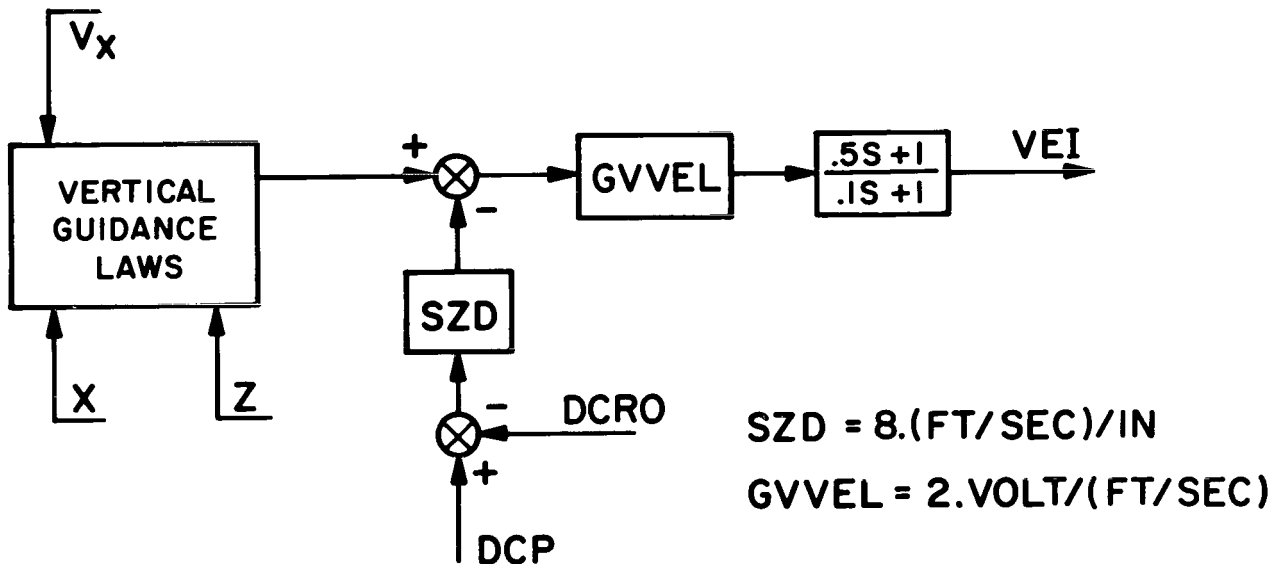 Vx
VERTICAL
GUIDANCE
LAWS
X
Z
+
-
GVVEL
.5S+1
.1S+1
VEI
SZD
-
DCRO
+
DCP
SZD = 8.(FT/SEC)/IN
GVVEL = 2.VOLT/(FT/SEC)